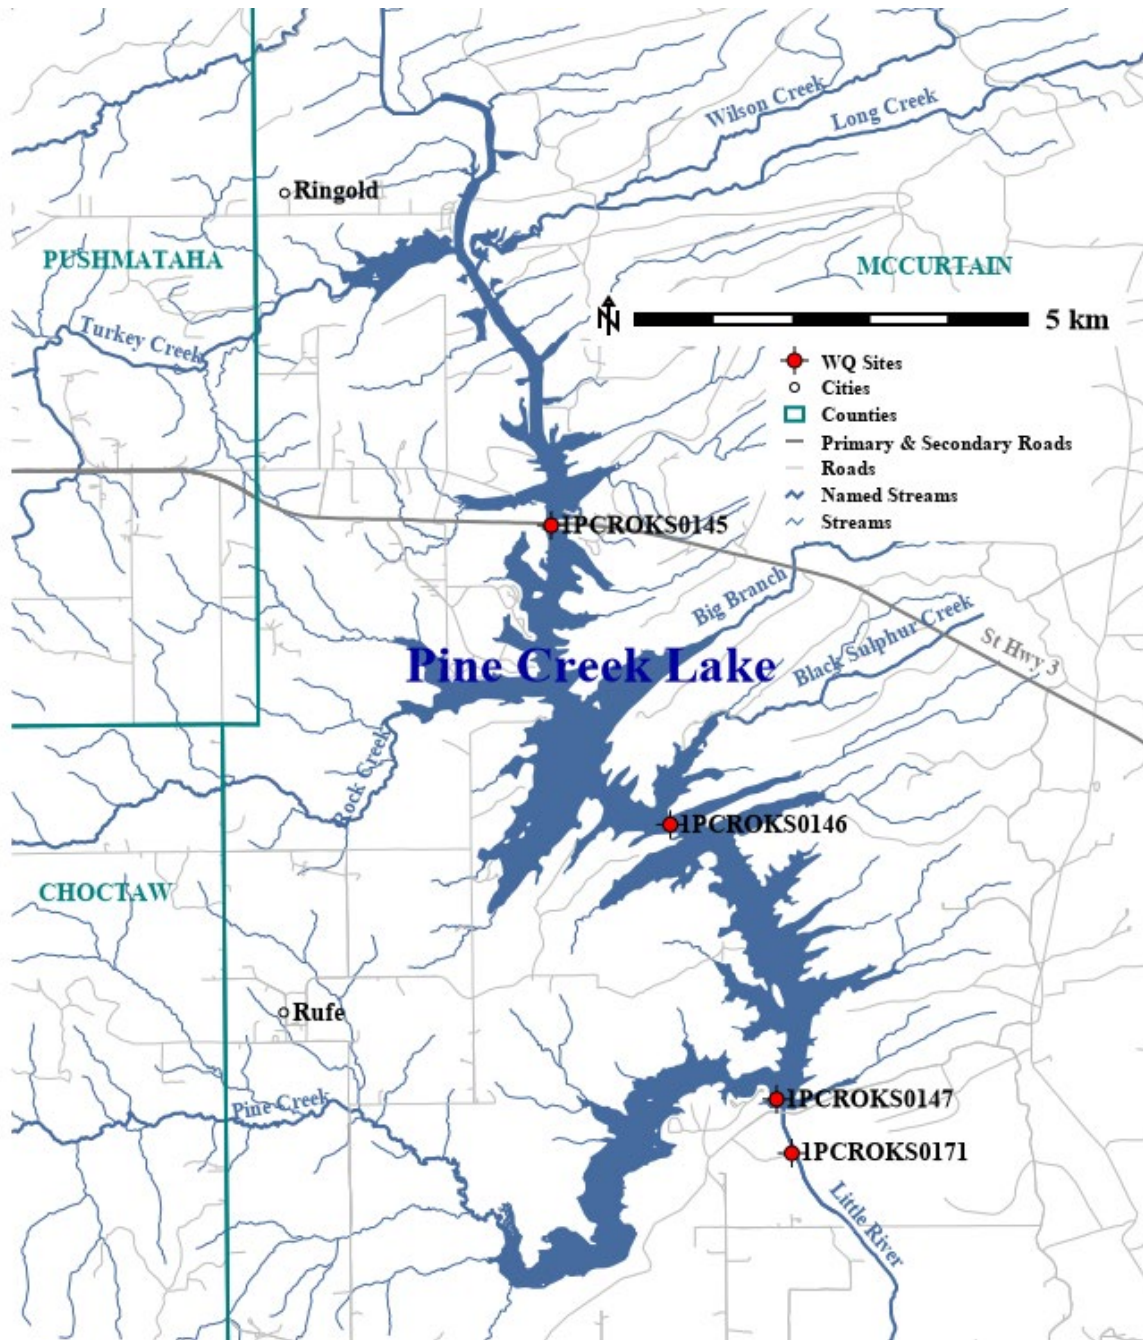 Wilson Creek
Long Creek
Ringold
PUSHMATAHA
MCCURTAIN
N
5 km
Turkey Creek
WQ Sites
Cities
Counties
Primary & Secondary Roads
Roads
Named Streams
Streams
1PCROKS0145
Big Branch
Black Sulphur Creek
St Hwy 3
Pine Creek Lake
Rock Creek
1PCROKS0146
CHOCTAW
Rufe
Pine Creek
1PCROKS0147
1PCROKS0171
Little River